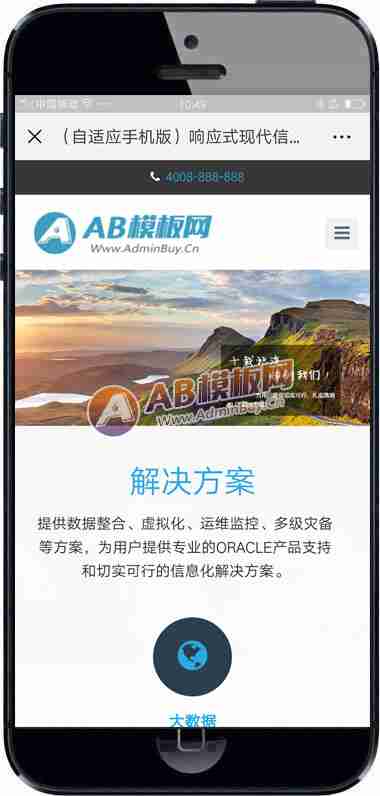 中国移动
10:49
（自适应手机版）响应式现代信...
4008-888-888
AB模板网
www.AdminBuy.Cn
AB模板网
www.AdminBuy.Cn
解决方案
提供数据整合、虚拟化、运维监控、多级灾备
等方案，为用户提供专业的ORACLE产品支持
和切实可行的信息化解决方案。
大数据